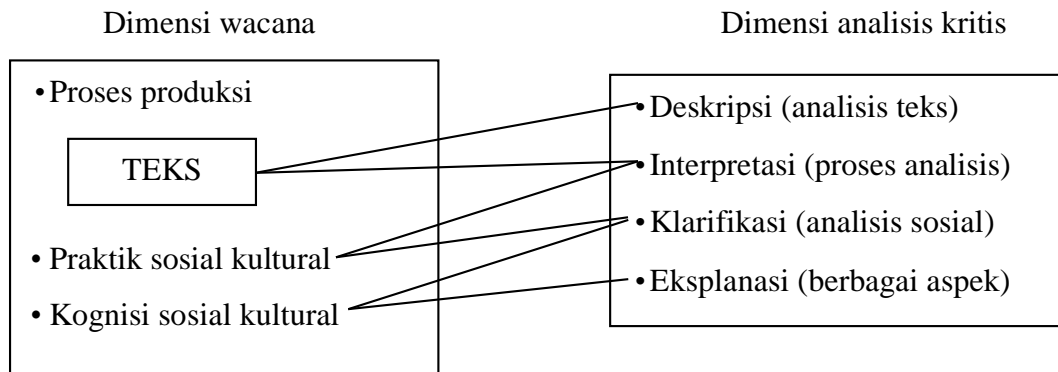 Dimensi wacana
Dimensi analisis kritis
• Proses produksi
TEKS
• Praktik sosial kultural
• Kognisi sosial kultural
• Deskripsi (analisis teks)
• Interpretasi (proses analisis)
• Klarifikasi (analisis sosial)
• Eksplanasi (berbagai aspek)